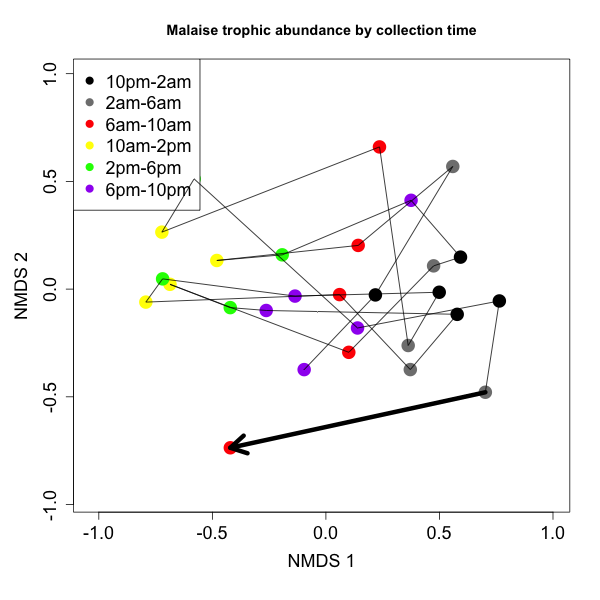 Malaise trophic abundance by collection time
10pm-2am
2am-6am
6am-10am
10am-2pm
2pm-6pm
6pm-10pm
1.0
0.5
0.0
-0.5
-1.0
NMDS 2
-1.0
-0.5
0.0
0.5
1.0
NMDS 1